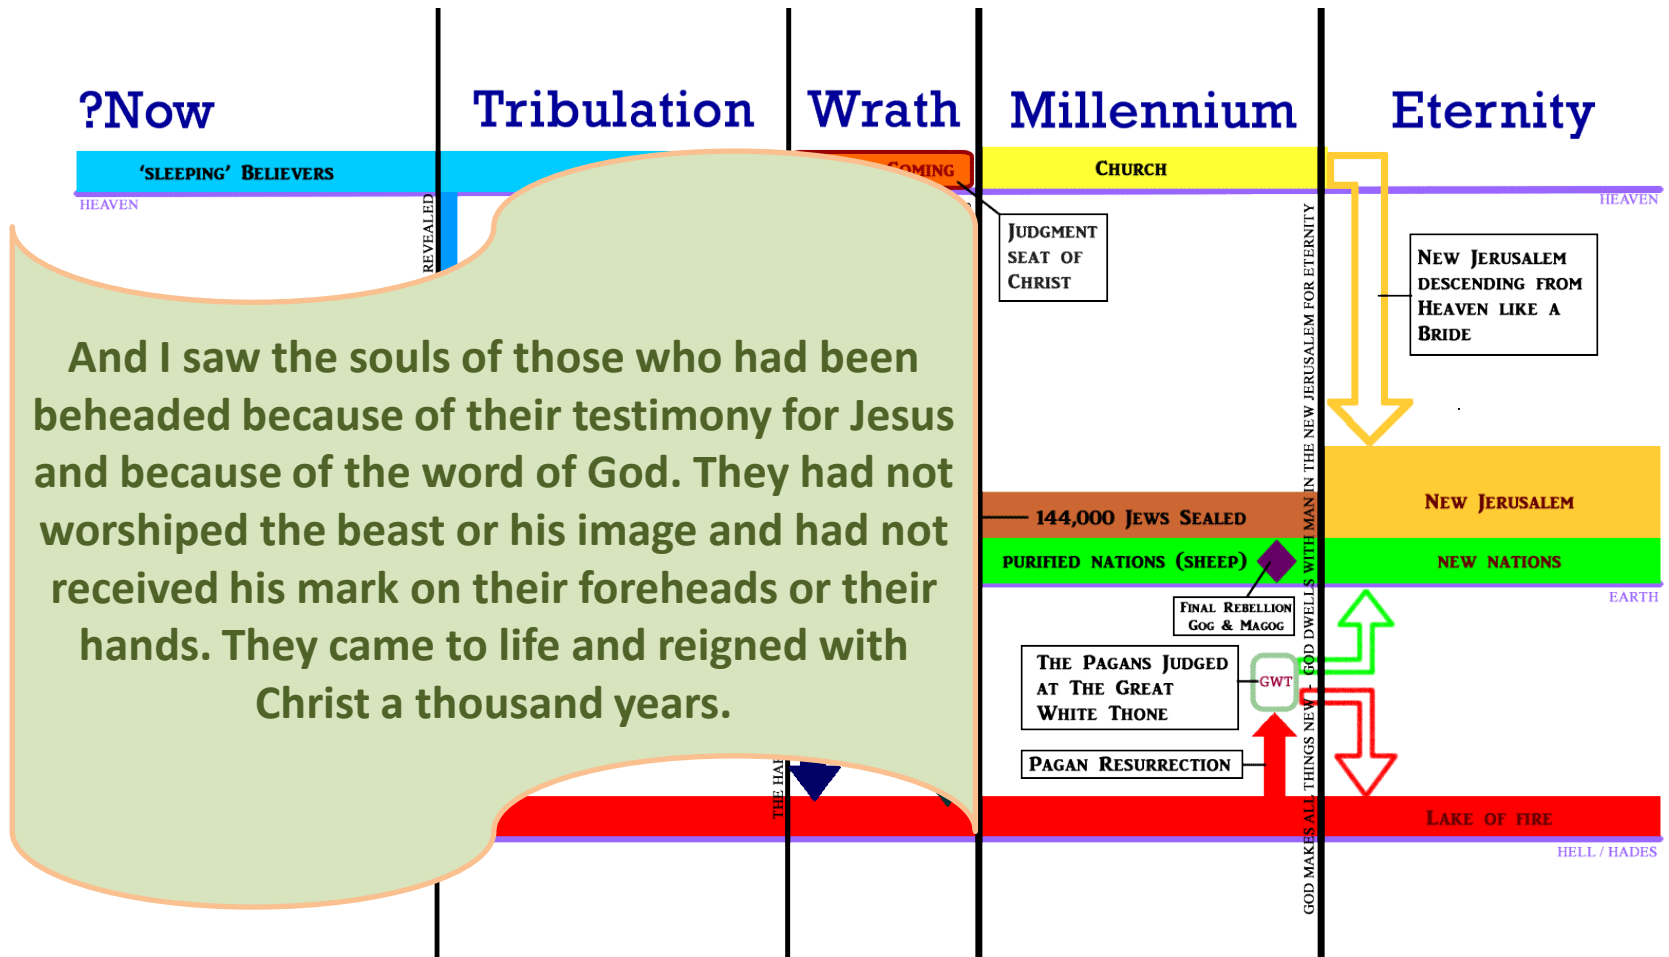 ?Now
Tribulation
Wrath
Millennium
Eternity
‘SLEEPING’ BELIEVERS
COMING
CHURCH
HEAVEN
HEAVEN
REVEALED
JUDGMENT
SEAT OF
CHRIST
NEW JERUSALEM
DESCENDING FROM
HEAVEN LIKE A
BRIDE
And I saw the souls of those who had been
beheaded because of their testimony for Jesus
and because of the word of God. They had not
worshiped the beast or his image and had not
received his mark on their foreheads or their
hands. They came to life and reigned with
Christ a thousand years.
144,000 JEWS SEALED
NEW JERUSALEM
PURIFIED NATIONS (SHEEP)
NEW NATIONS
EARTH
FINAL REBELLION
GOG & MAGOG
THE PAGANS JUDGED
AT THE GREAT
WHITE THONE
GWT
PAGAN RESURRECTION
GOD MAKES ALL THINGS NEW - GOD DWELLS WITH MAN IN THE NEW JERUSALEM FOR ETERNITY
THE HAR
LAKE OF FIRE
HELL / HADES